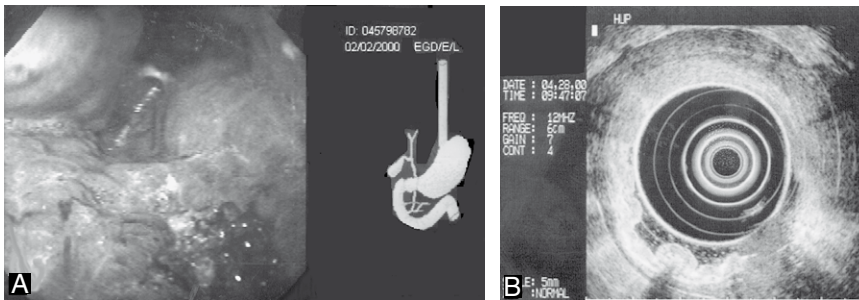 ID: 045798782
02/02/2000 EGD/E/L
A
HUP
DATE : 04,28,00
TIME : 09:47:07
FREQ : 12MHZ
RANGE: 6cm
GAIN : 7
CONT : 4
LE: 5mm
:NORMAL
B